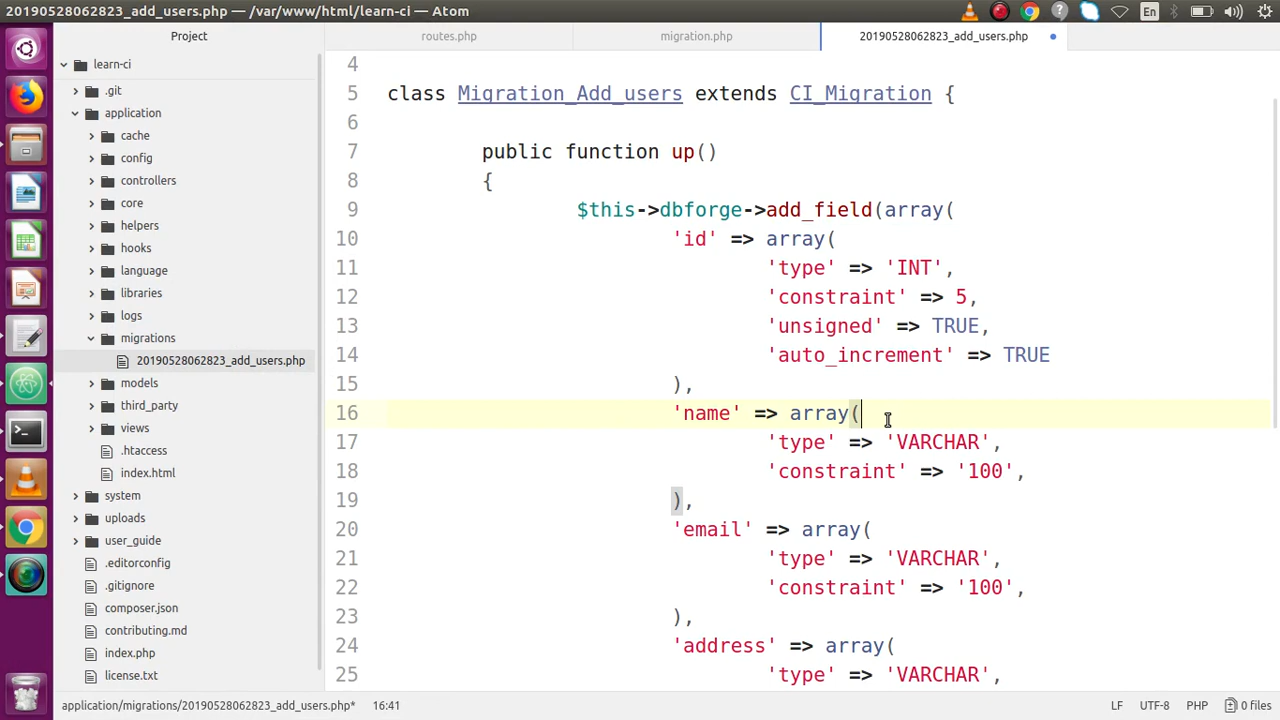 20190528062823_add_users.php — /var/www/html/learn-ci — Atom
En
Project
routes.php
migration.php
20190528062823_add_users.php
learn-ci
.git
application
cache
config
controllers
core
helpers
hooks
language
libraries
logs
migrations
20190528062823_add_users.php
models
third_party
views
.htaccess
index.html
system
uploads
user_guide
.editorconfig
.gitignore
composer.json
contributing.md
index.php
license.txt
4
5 class Migration_Add_users extends CI_Migration {
6
7 public function up()
8 {
9 $this->dbforge->add_field(array(
10 'id' => array(
11 'type' => 'INT',
12 'constraint' => 5,
13 'unsigned' => TRUE,
14 'auto_increment' => TRUE
15 ),
16 'name' => array(
17 'type' => 'VARCHAR',
18 'constraint' => '100',
19 ),
20 'email' => array(
21 'type' => 'VARCHAR',
22 'constraint' => '100',
23 ),
24 'address' => array(
25 'type' => 'VARCHAR',
application/migrations/20190528062823_add_users.php* 16:41
LF UTF-8 PHP 0 files